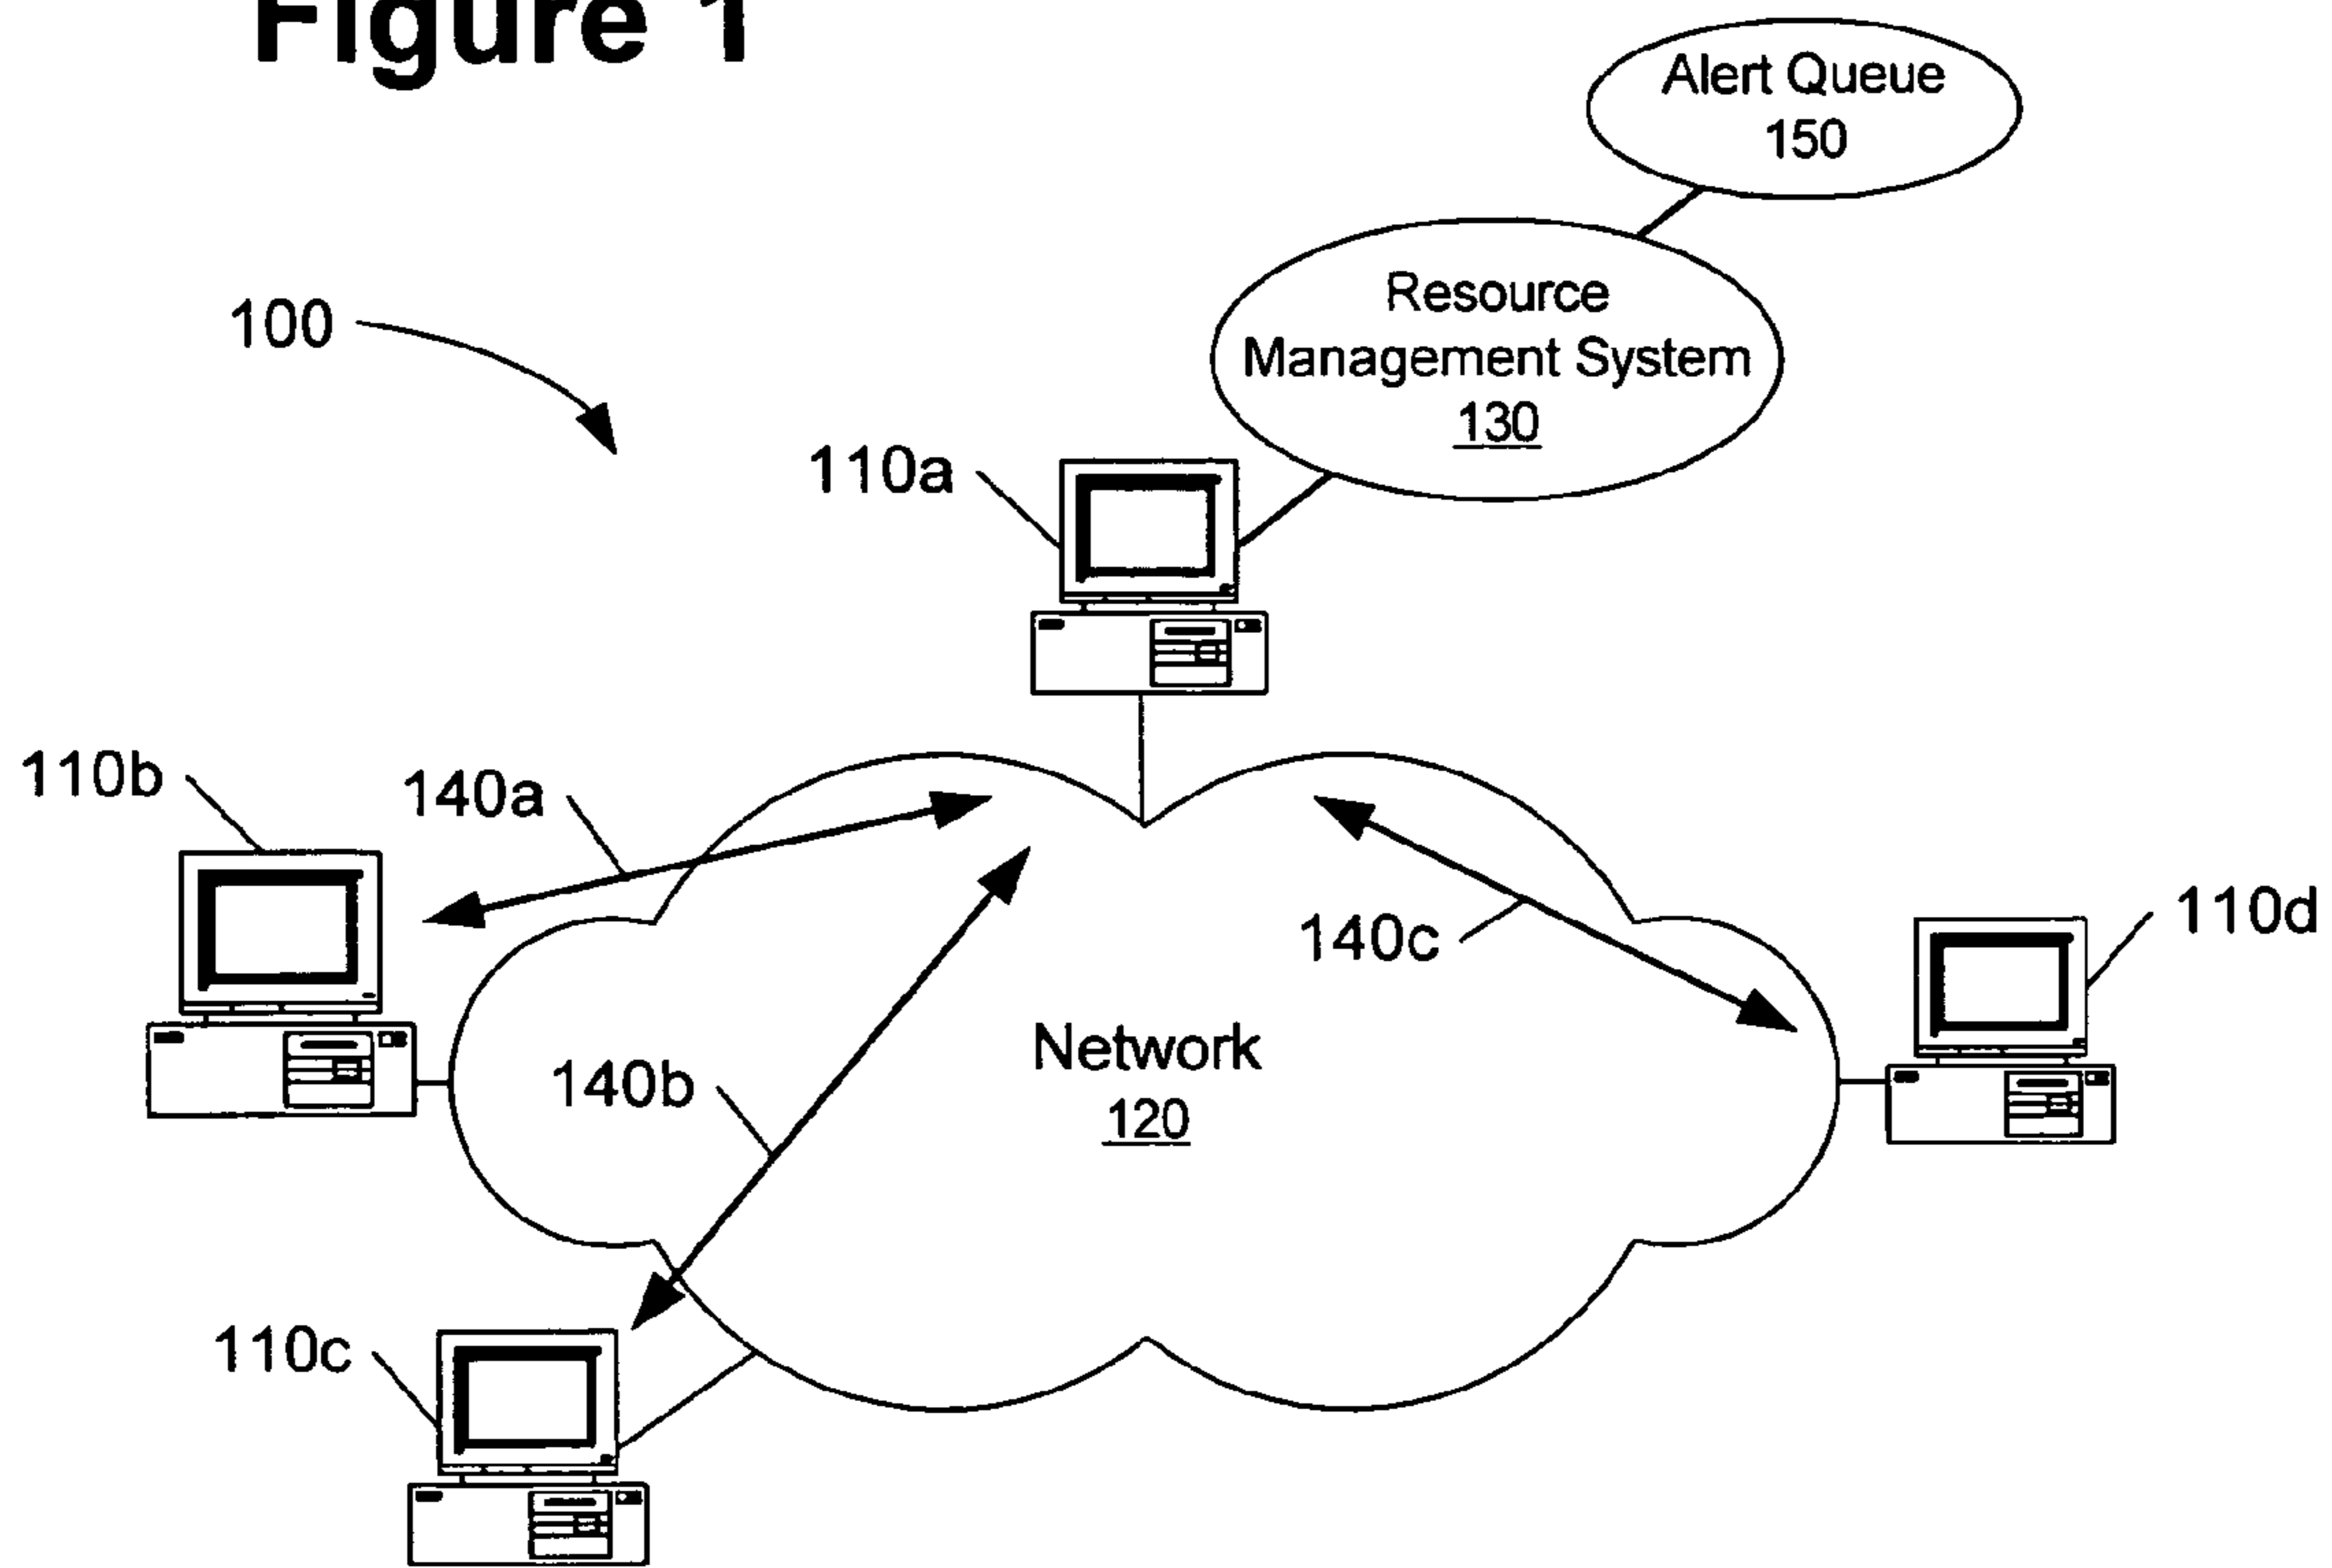 Figure 1
Alert Queue
150
Resource
Management System
130
100
110a
110b
140a
140c
110d
Network
120
140b
110c